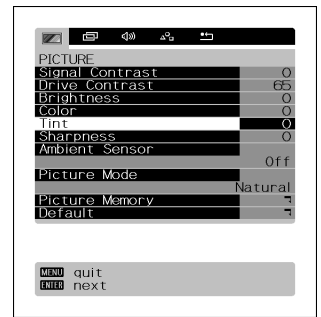 PICTURE
Signal Contrast 0
Drive Contrast 65
Brightness 0
Color 0
Tint 0
Sharpness 0
Ambient Sensor
Off
Picture Mode
Natural
Picture Memory
Default
MENU quit
ENTER next